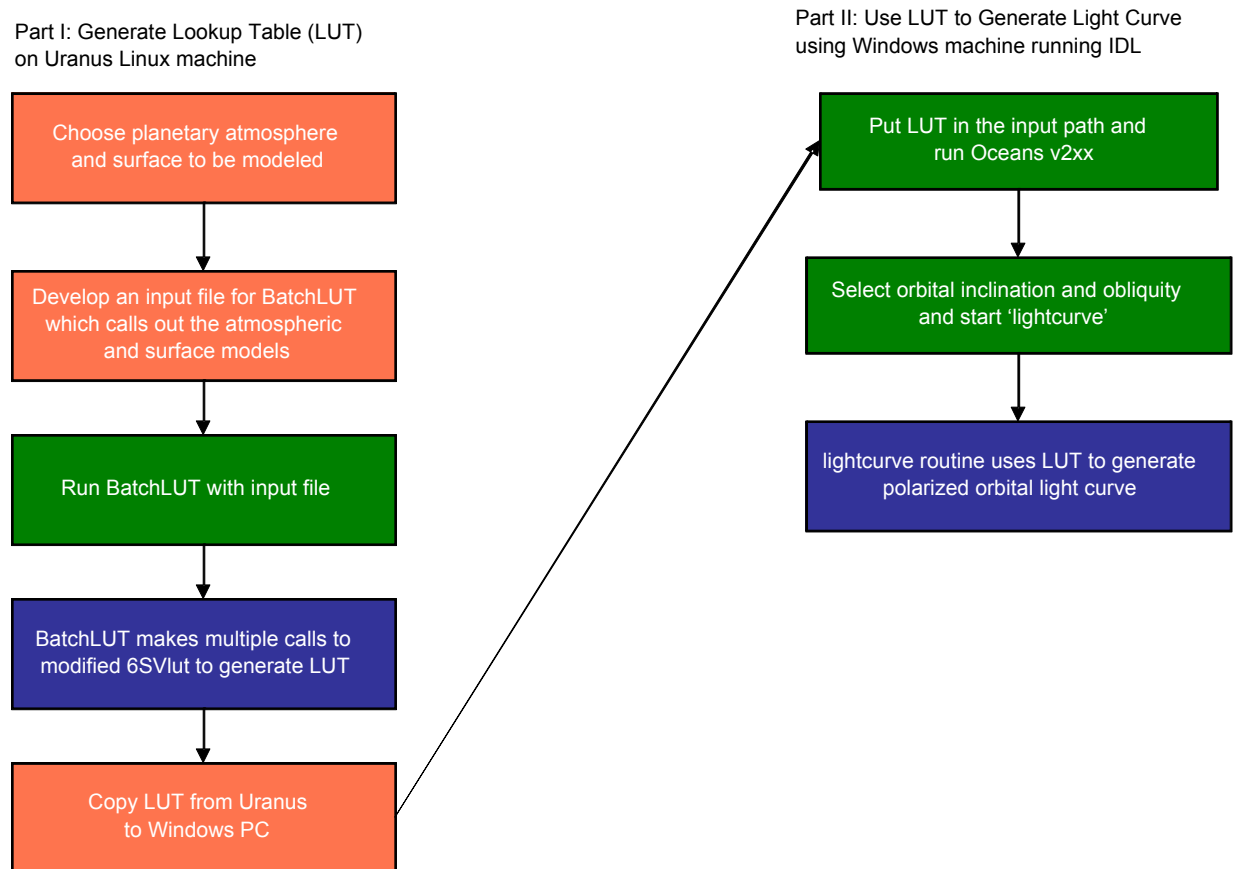 Part I: Generate Lookup Table (LUT)
on Uranus Linux machine
Choose planetary atmosphere
and surface to be modeled
Develop an input file for BatchLUT
which calls out the atmospheric
and surface models
Run BatchLUT with input file
BatchLUT makes multiple calls to
modified 6SVlut to generate LUT
Copy LUT from Uranus
to Windows PC
Part II: Use LUT to Generate Light Curve
using Windows machine running IDL
Put LUT in the input path and
run Oceans v2xx
Select orbital inclination and obliquity
and start ‘lightcurve’
lightcurve routine uses LUT to generate
polarized orbital light curve